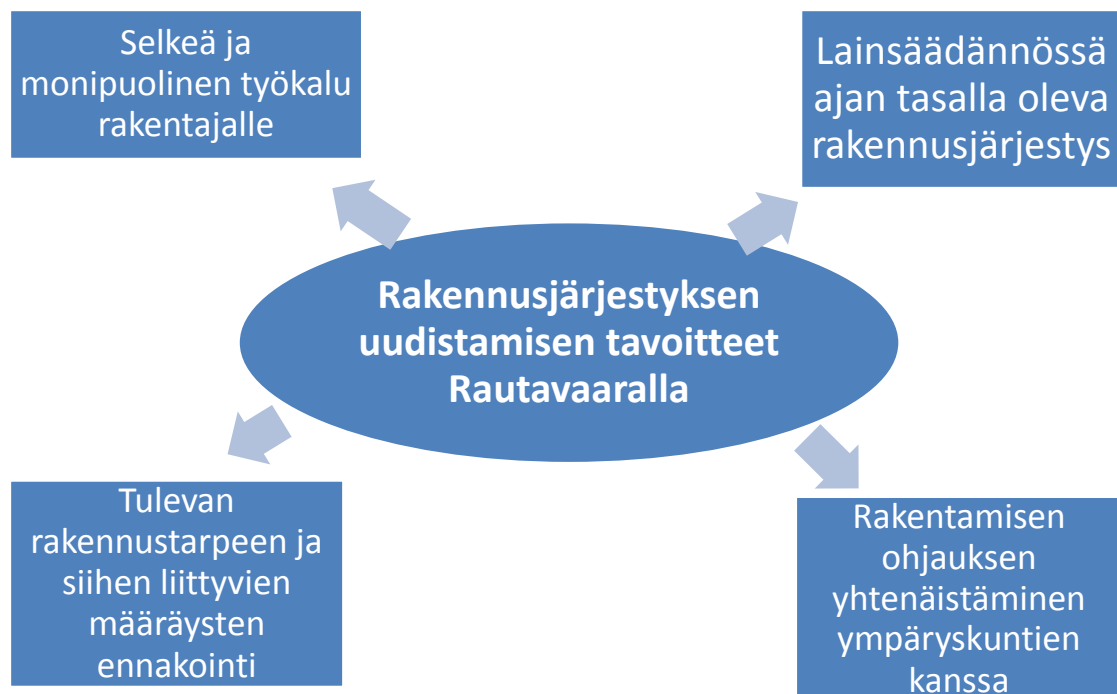 Selkeä ja
monipuolinen työkalu
rakentajalle
Lainsäädännössä
ajan tasalla oleva
rakennusjärjestys
Rakennusjärjestyksen
uudistamisen tavoitteet
Rautavaaralla
Tulevan
rakennustarpeen ja
siihen liittyvien
määräysten
ennakointi
Rakentamisen
ohjauksen
yhtenäistäminen
ympäryskuntien
kanssa